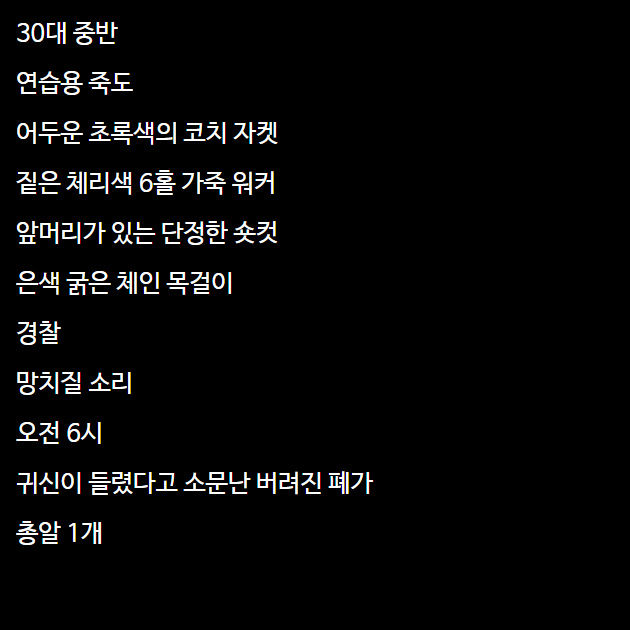 30대 중반
연습용 죽도
어두운 초록색의 코치 자켓
짙은 체리색 6홀 가죽 워커
앞머리가 있는 단정한 숏컷
은색 굵은 체인 목걸이
경찰
망치질 소리
오전 6시
귀신이 들렸다고 소문난 버려진 폐가
총알 1개